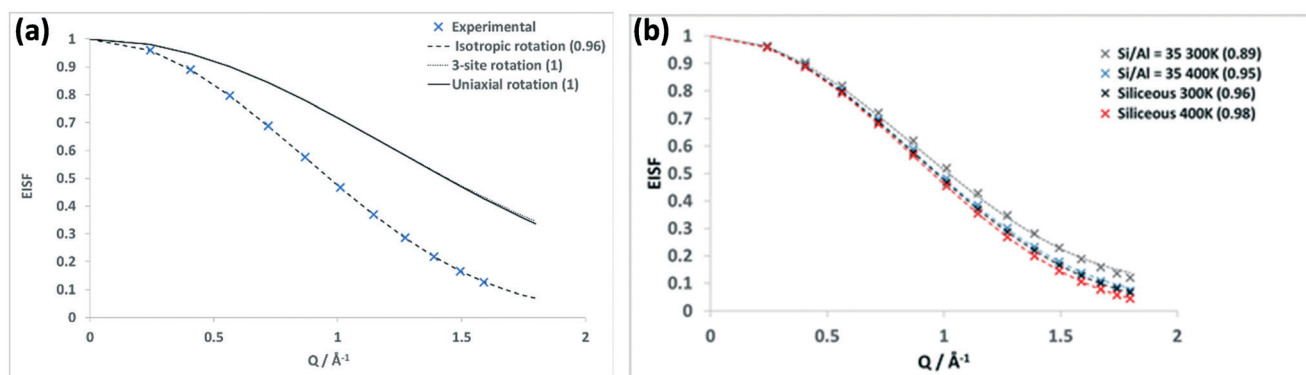 (a)
Experimental
Isotropic rotation (0.96)
3-site rotation (1)
Uniaxial rotation (1)
1
0.9
0.8
0.7
0.6
0.5
0.4
0.3
0.2
0.1
0
EISF
0
0.5
1
1.5
2
Q / Å⁻¹
(b)
Si/Al = 35 300K (0.89)
Si/Al = 35 400K (0.95)
Siliceous 300K (0.96)
Siliceous 400K (0.98)
1
0.9
0.8
0.7
0.6
0.5
0.4
0.3
0.2
0.1
0
EISF
0
0.5
1
1.5
2
Q / Å⁻¹